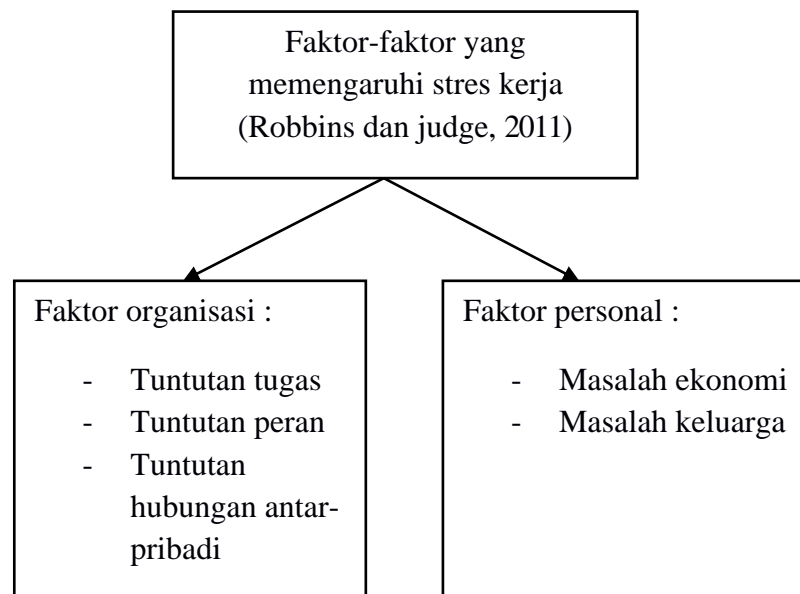 Faktor-faktor yang
memengaruhi stres kerja
(Robbins dan judge, 2011)
Faktor organisasi :
- Tuntutan tugas
- Tuntutan peran
- Tuntutan
hubungan antar-
pribadi
Faktor personal :
- Masalah ekonomi
- Masalah keluarga